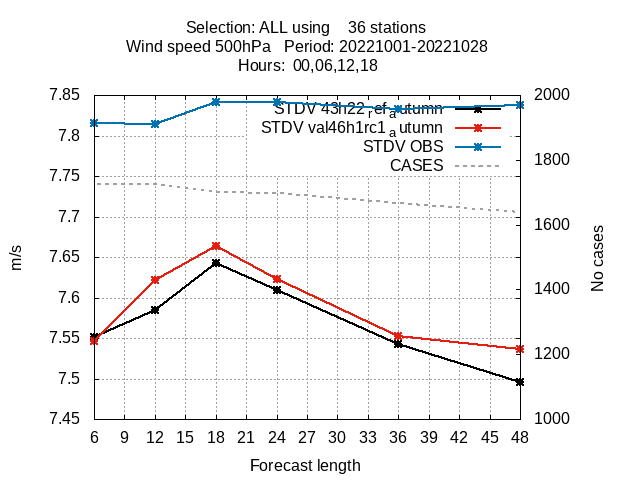 Selection: ALL using 36 stations
Wind speed 500hPa Period: 20221001-20221028
Hours: 00,06,12,18
7.85
7.8
7.75
7.7
7.65
7.6
7.55
7.5
7.45
m/s
STDV 43h22_ref_autumn
STDV val46h1rc1_autumn
STDV OBS
CASES
2000
1800
1600
1400
1200
1000
No cases
6 9 12 15 18 21 24 27 30 33 36 39 42 45 48
Forecast length